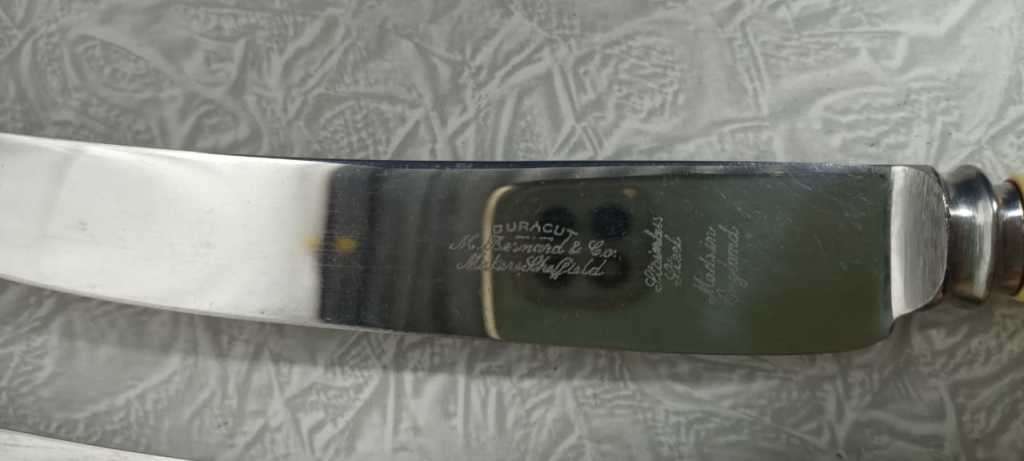 DURACUT
M. Bernard & Co.
Makers Sheffield
Stainless
Steel
Made in
England